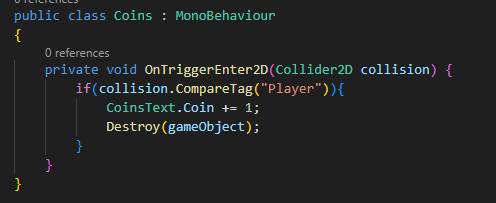 0 references
public class Coins : MonoBehaviour
{
0 references
private void OnTriggerEnter2D(Collider2D collision) {
if(collision.CompareTag("Player")){
CoinsText.Coin += 1;
Destroy(gameObject);
}
}
}